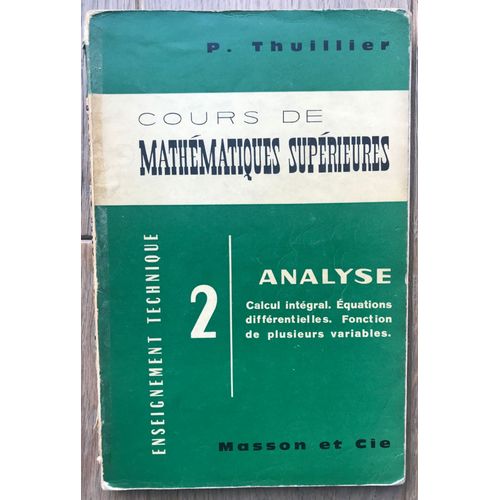 P. Thuillier
COURS DE
MATHÉMATIQUES SUPÉRIEURES
ENSEIGNEMENT TECHNIQUE
2
ANALYSE
Calcul intégral. Équations
différentielles. Fonction
de plusieurs variables.
Masson et Cie